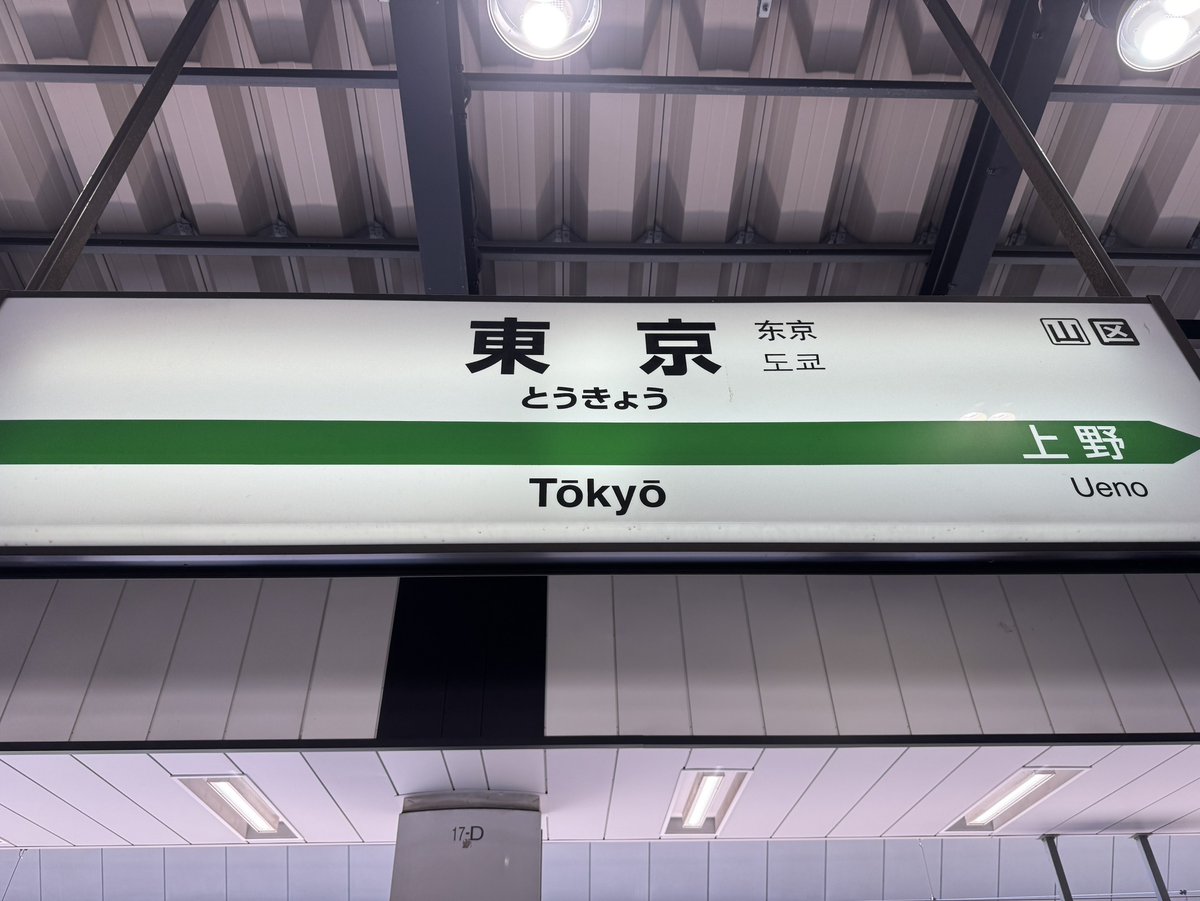 東京
东京
도쿄
とうきょう
山 区
上野
Tōkyō
Ueno
17-D